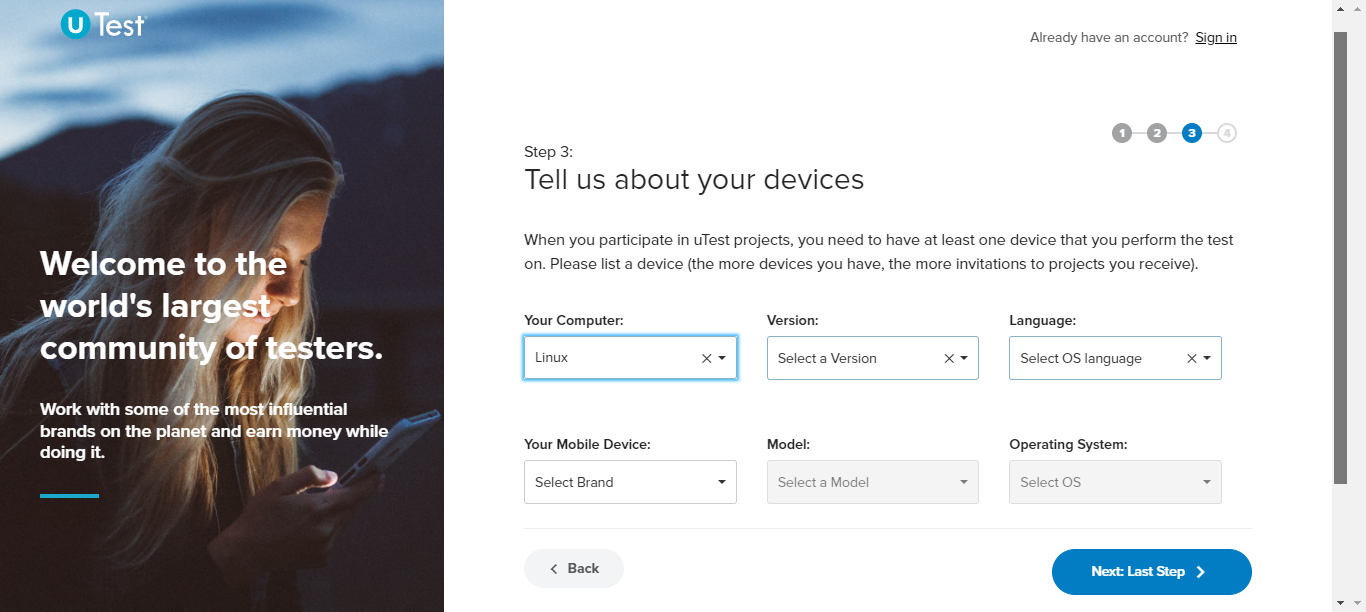 uTest
Already have an account? Sign in
1 2 3 4
Step 3:
Tell us about your devices
When you participate in uTest projects, you need to have at least one device that you perform the test
on. Please list a device (the more devices you have, the more invitations to projects you receive).
Welcome to the
world's largest
community of testers.
Work with some of the most influential
brands on the planet and earn money while
doing it.
Your Computer: Version: Language:
Linux Select a Version Select OS language
Your Mobile Device: Model: Operating System:
Select Brand Select a Model Select OS
Back Next: Last Step